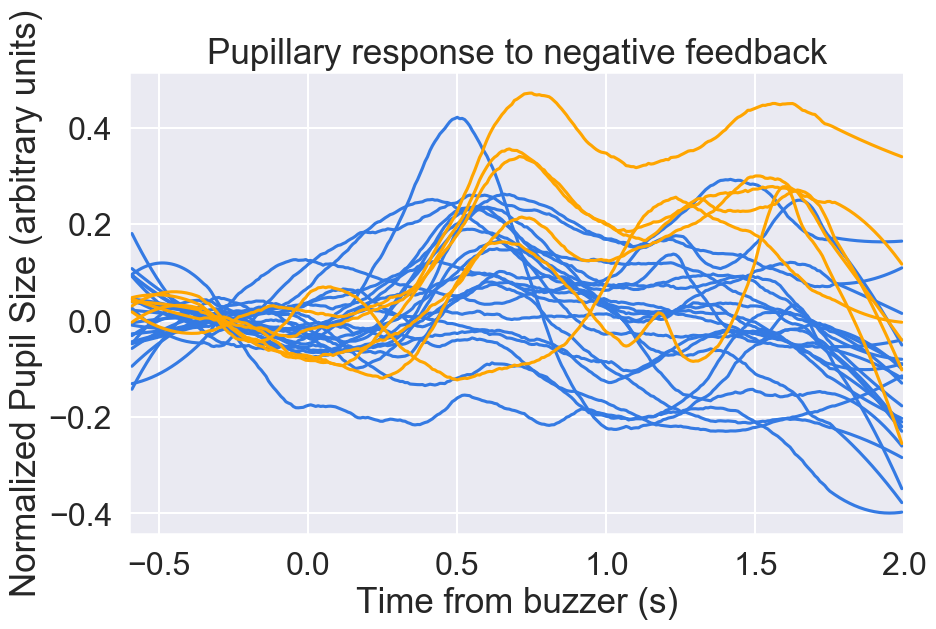 Pupillary response to negative feedback
Normalized Pupil Size (arbitrary units)
0.4
0.2
0.0
−0.2
−0.4
−0.5 0.0 0.5 1.0 1.5 2.0
Time from buzzer (s)